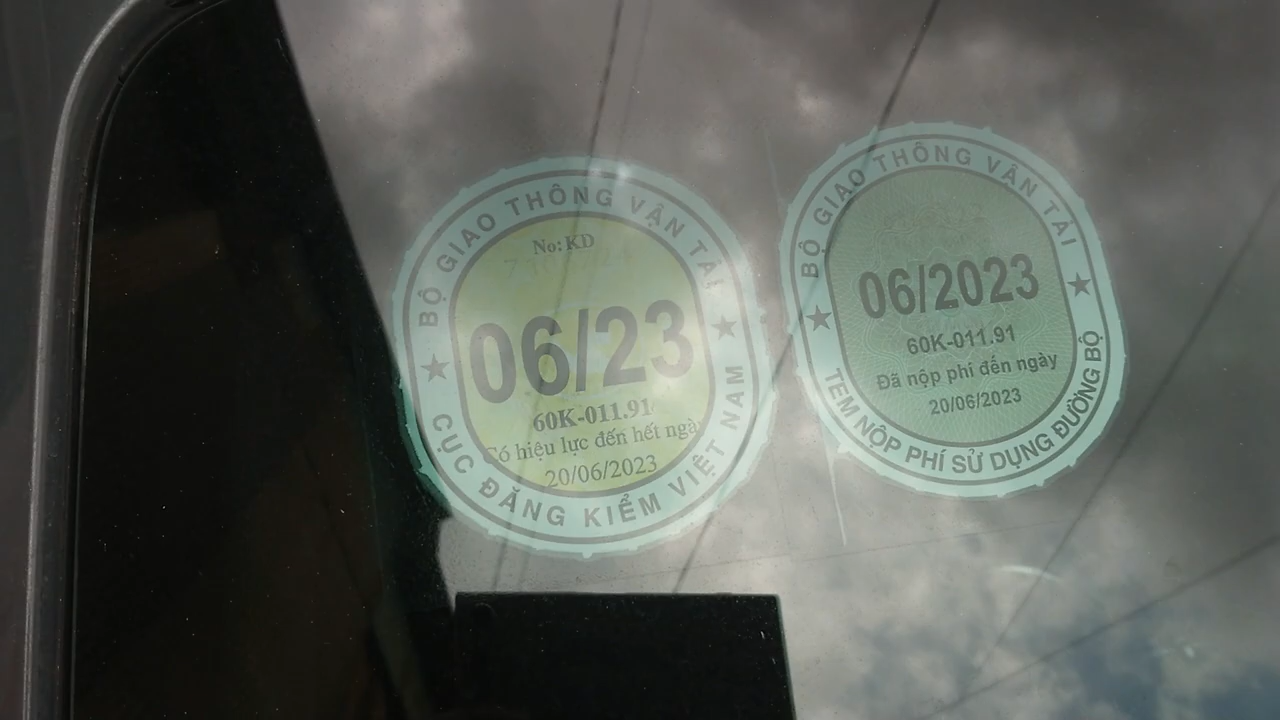 BỘ GIAO THÔNG VẬN TẢI
No: KD
06/23
60K-011.91
Có hiệu lực đến hết ngày
20/06/2023
CỤC ĐĂNG KIỂM VIỆT NAM
BỘ GIAO THÔNG VẬN TẢI
06/2023
60K-011.91
Đã nộp phí đến ngày
20/06/2023
TEM NỘP PHÍ SỬ DỤNG ĐƯỜNG BỘ